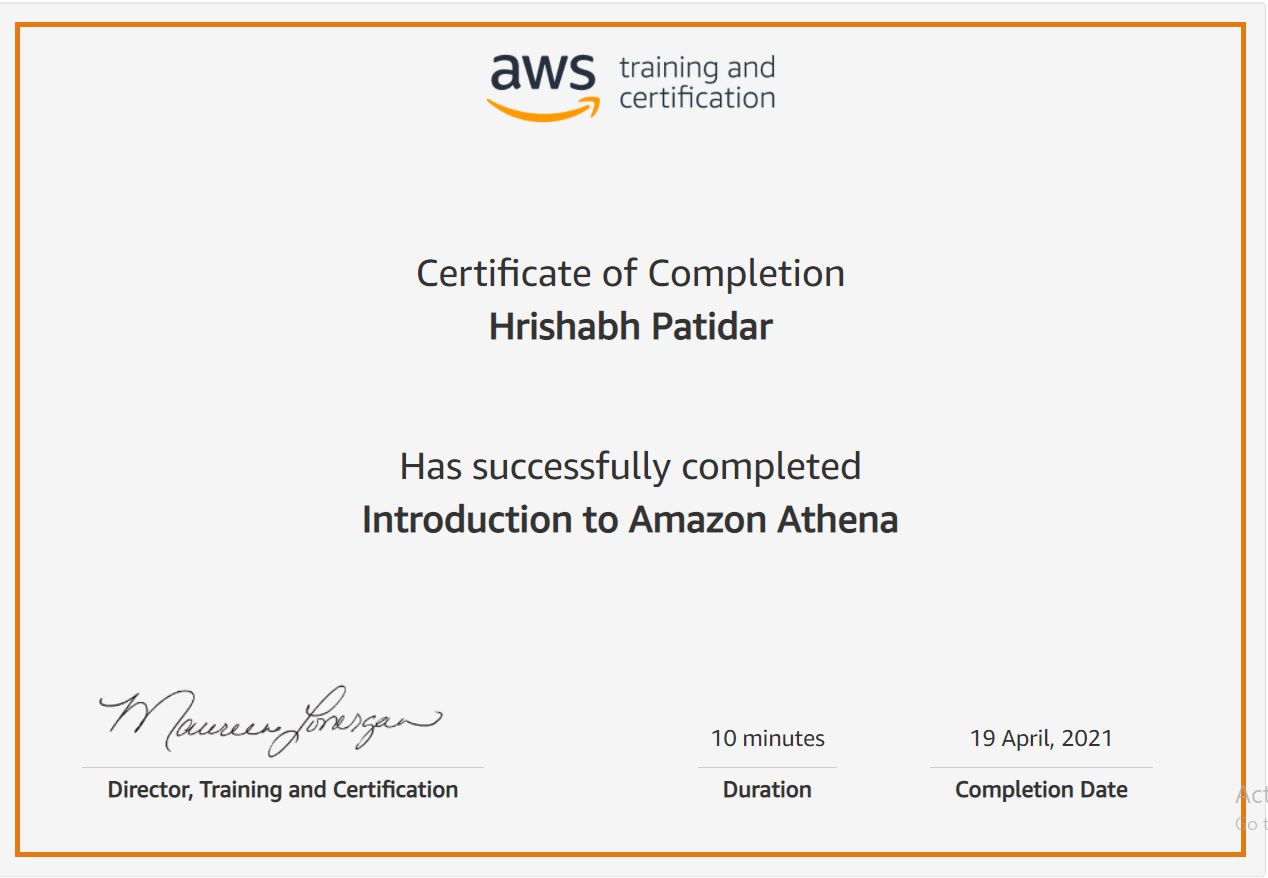 aws training and
certification
Certificate of Completion
Hrishabh Patidar
Has successfully completed
Introduction to Amazon Athena
Maureen Lonergan
10 minutes
19 April, 2021
Director, Training and Certification
Duration
Completion Date
Act
Go t